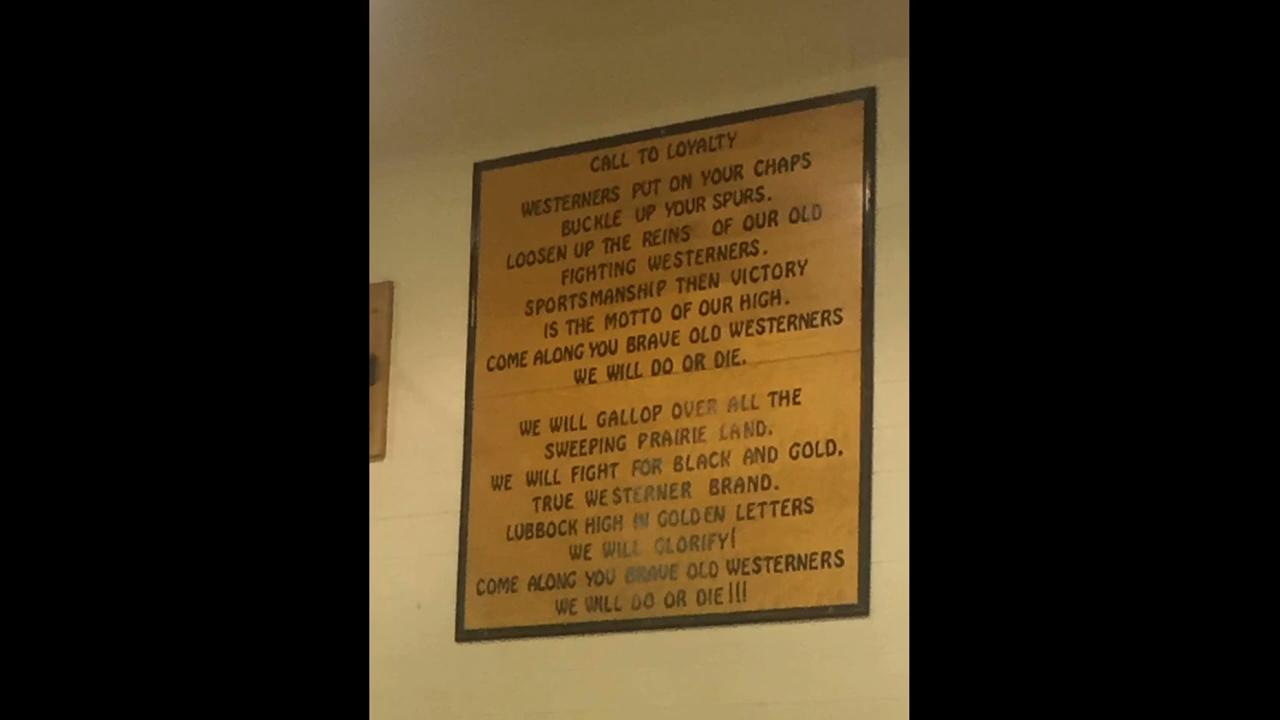 CALL TO LOYALTY
WESTERNERS PUT ON YOUR CHAPS
BUCKLE UP YOUR SPURS.
LOOSEN UP THE REINS OF OUR OLD
FIGHTING WESTERNERS.
SPORTSMANSHIP THEN VICTORY
IS THE MOTTO OF OUR HIGH.
COME ALONG YOU BRAVE OLD WESTERNERS
WE WILL DO OR DIE.
WE WILL GALLOP OVER ALL THE
SWEEPING PRAIRIE LAND.
WE WILL FIGHT FOR BLACK AND GOLD,
TRUE WESTERNER BRAND.
LUBBOCK HIGH IN GOLDEN LETTERS
WE WILL GLORIFY!
COME ALONG YOU BRAVE OLD WESTERNERS
WE WILL DO OR DIE!!!